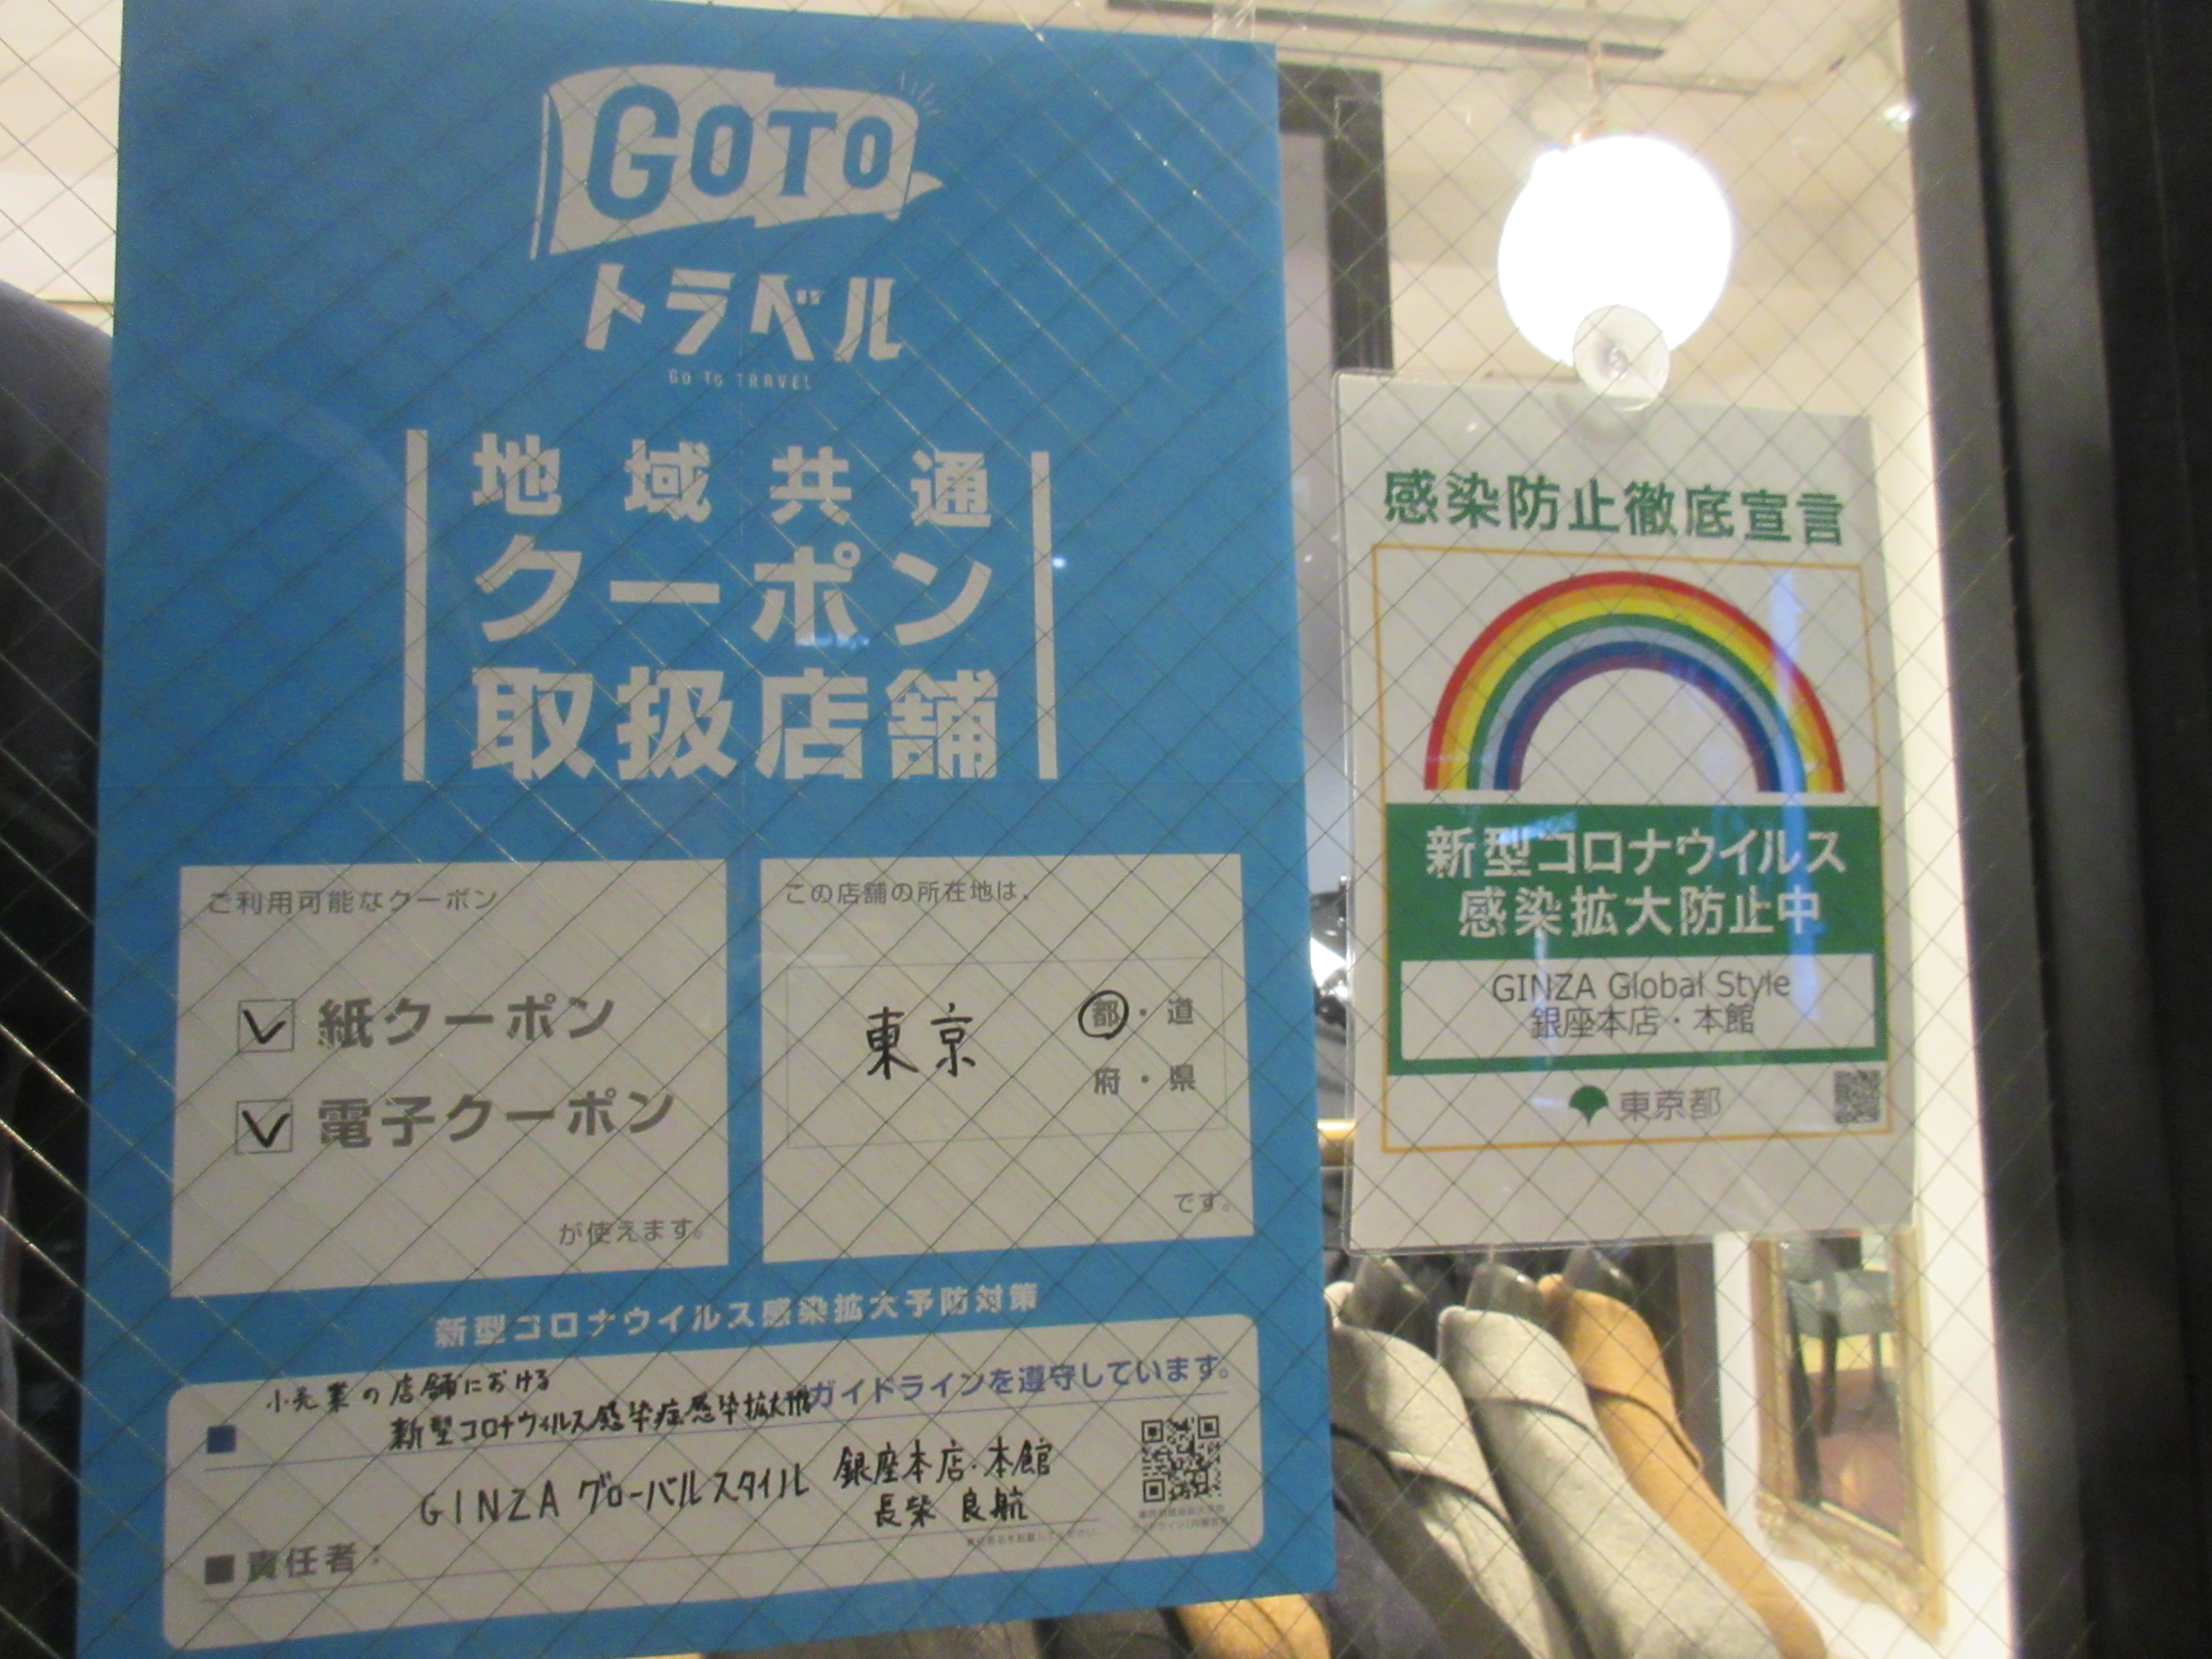 GOTO
トラベル
Go To TRAVEL
地域共通
クーポン
取扱店舗
ご利用可能なクーポン
紙クーポン
電子クーポン
が使えます。
この店舗の所在地は、
東京
都・道
府・県
です。
新型コロナウイルス感染拡大予防対策
小売業の店舗における
新型コロナウィルス感染症感染拡大 ガイドラインを遵守しています。
GINZA グローバルスタイル 銀座本店・本館
長柴 良航
責任者：
感染防止徹底宣言
新型コロナウイルス
感染拡大防止中
GINZA Global Style
銀座本店・本館
東京都